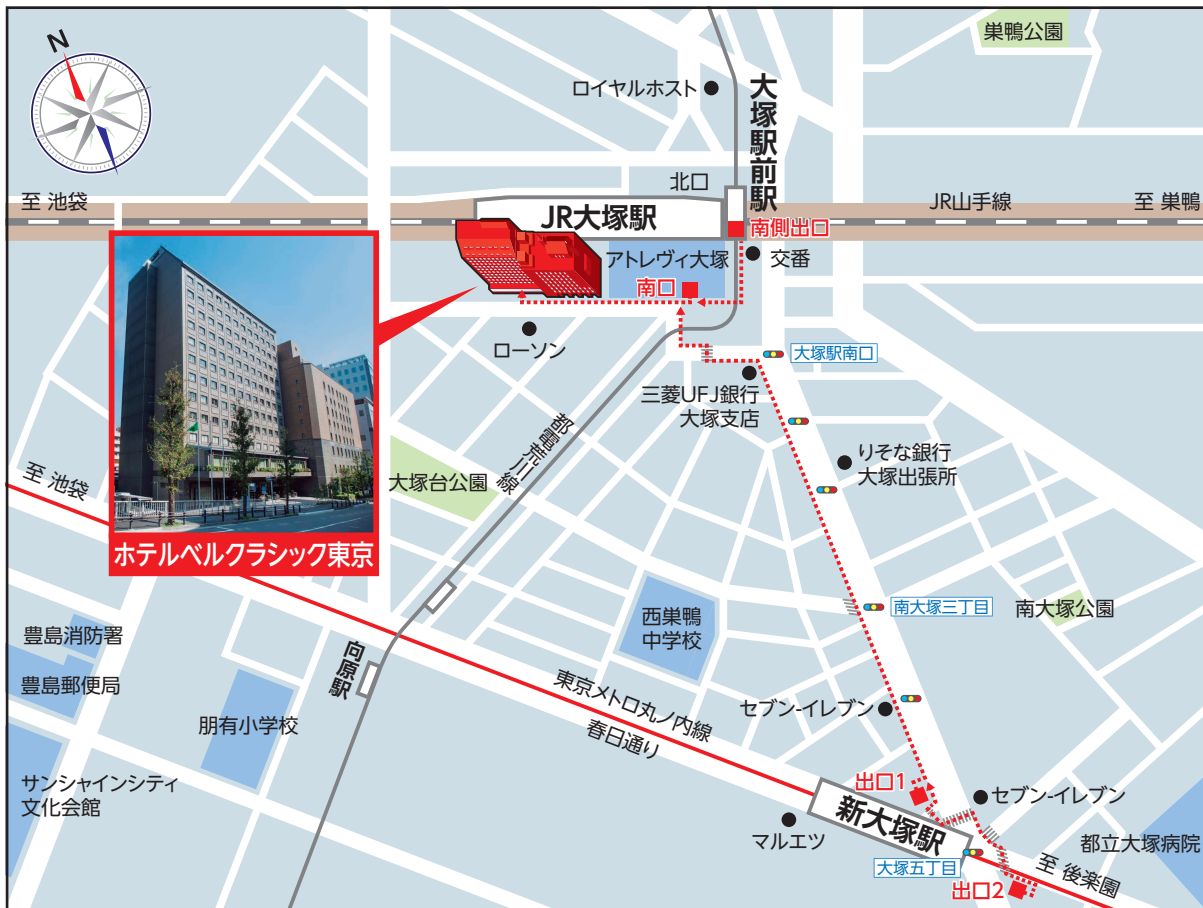 N
巣鴨公園
ロイヤルホスト
大塚駅前駅
北口
至 池袋
JR大塚駅
JR山手線
至 巣鴨
南側出口
アトレヴィ大塚
交番
南口
ローソン
大塚駅南口
三菱UFJ銀行
大塚支店
都電荒川線
りそな銀行
大塚出張所
至 池袋
大塚台公園
ホテルベルクラシック東京
南大塚三丁目
南大塚公園
西巣鴨
中学校
豊島消防署
豊島郵便局
向原駅
東京メトロ丸ノ内線
春日通り
朋有小学校
セブン-イレブン
サンシャインシティ
文化会館
出口1
セブン-イレブン
新大塚駅
マルエツ
都立大塚病院
大塚五丁目
至 後楽園
出口2